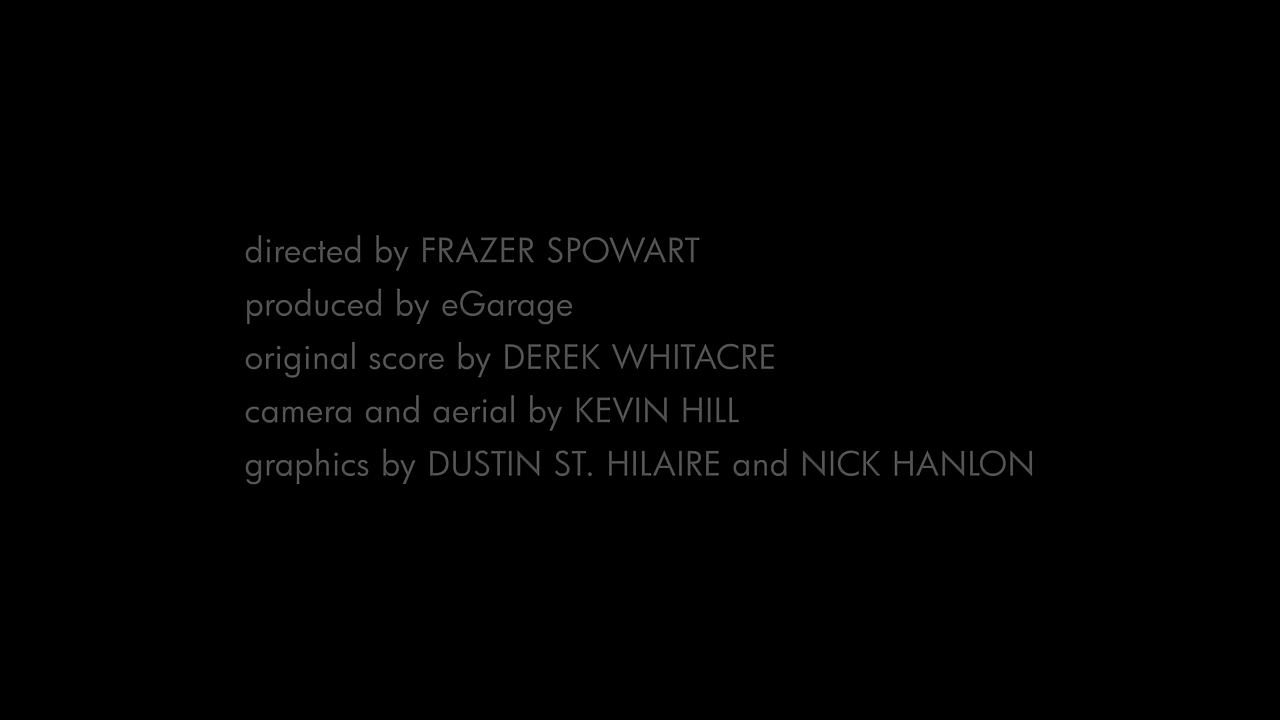 directed by FRAZER SPOWART
produced by eGarage
original score by DEREK WHITACRE
camera and aerial by KEVIN HILL
graphics by DUSTIN ST. HILAIRE and NICK HANLON